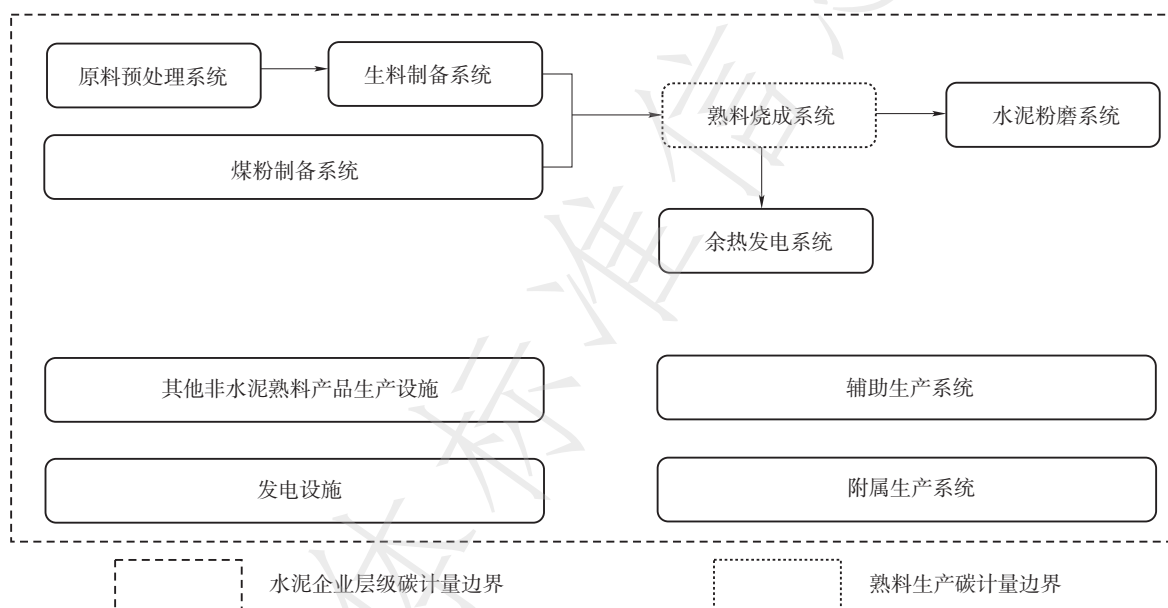 原料预处理系统
生料制备系统
煤粉制备系统
熟料烧成系统
水泥粉磨系统
余热发电系统
其他非水泥熟料产品生产设施
辅助生产系统
发电设施
附属生产系统
水泥企业层级碳计量边界
熟料生产碳计量边界
体标准信